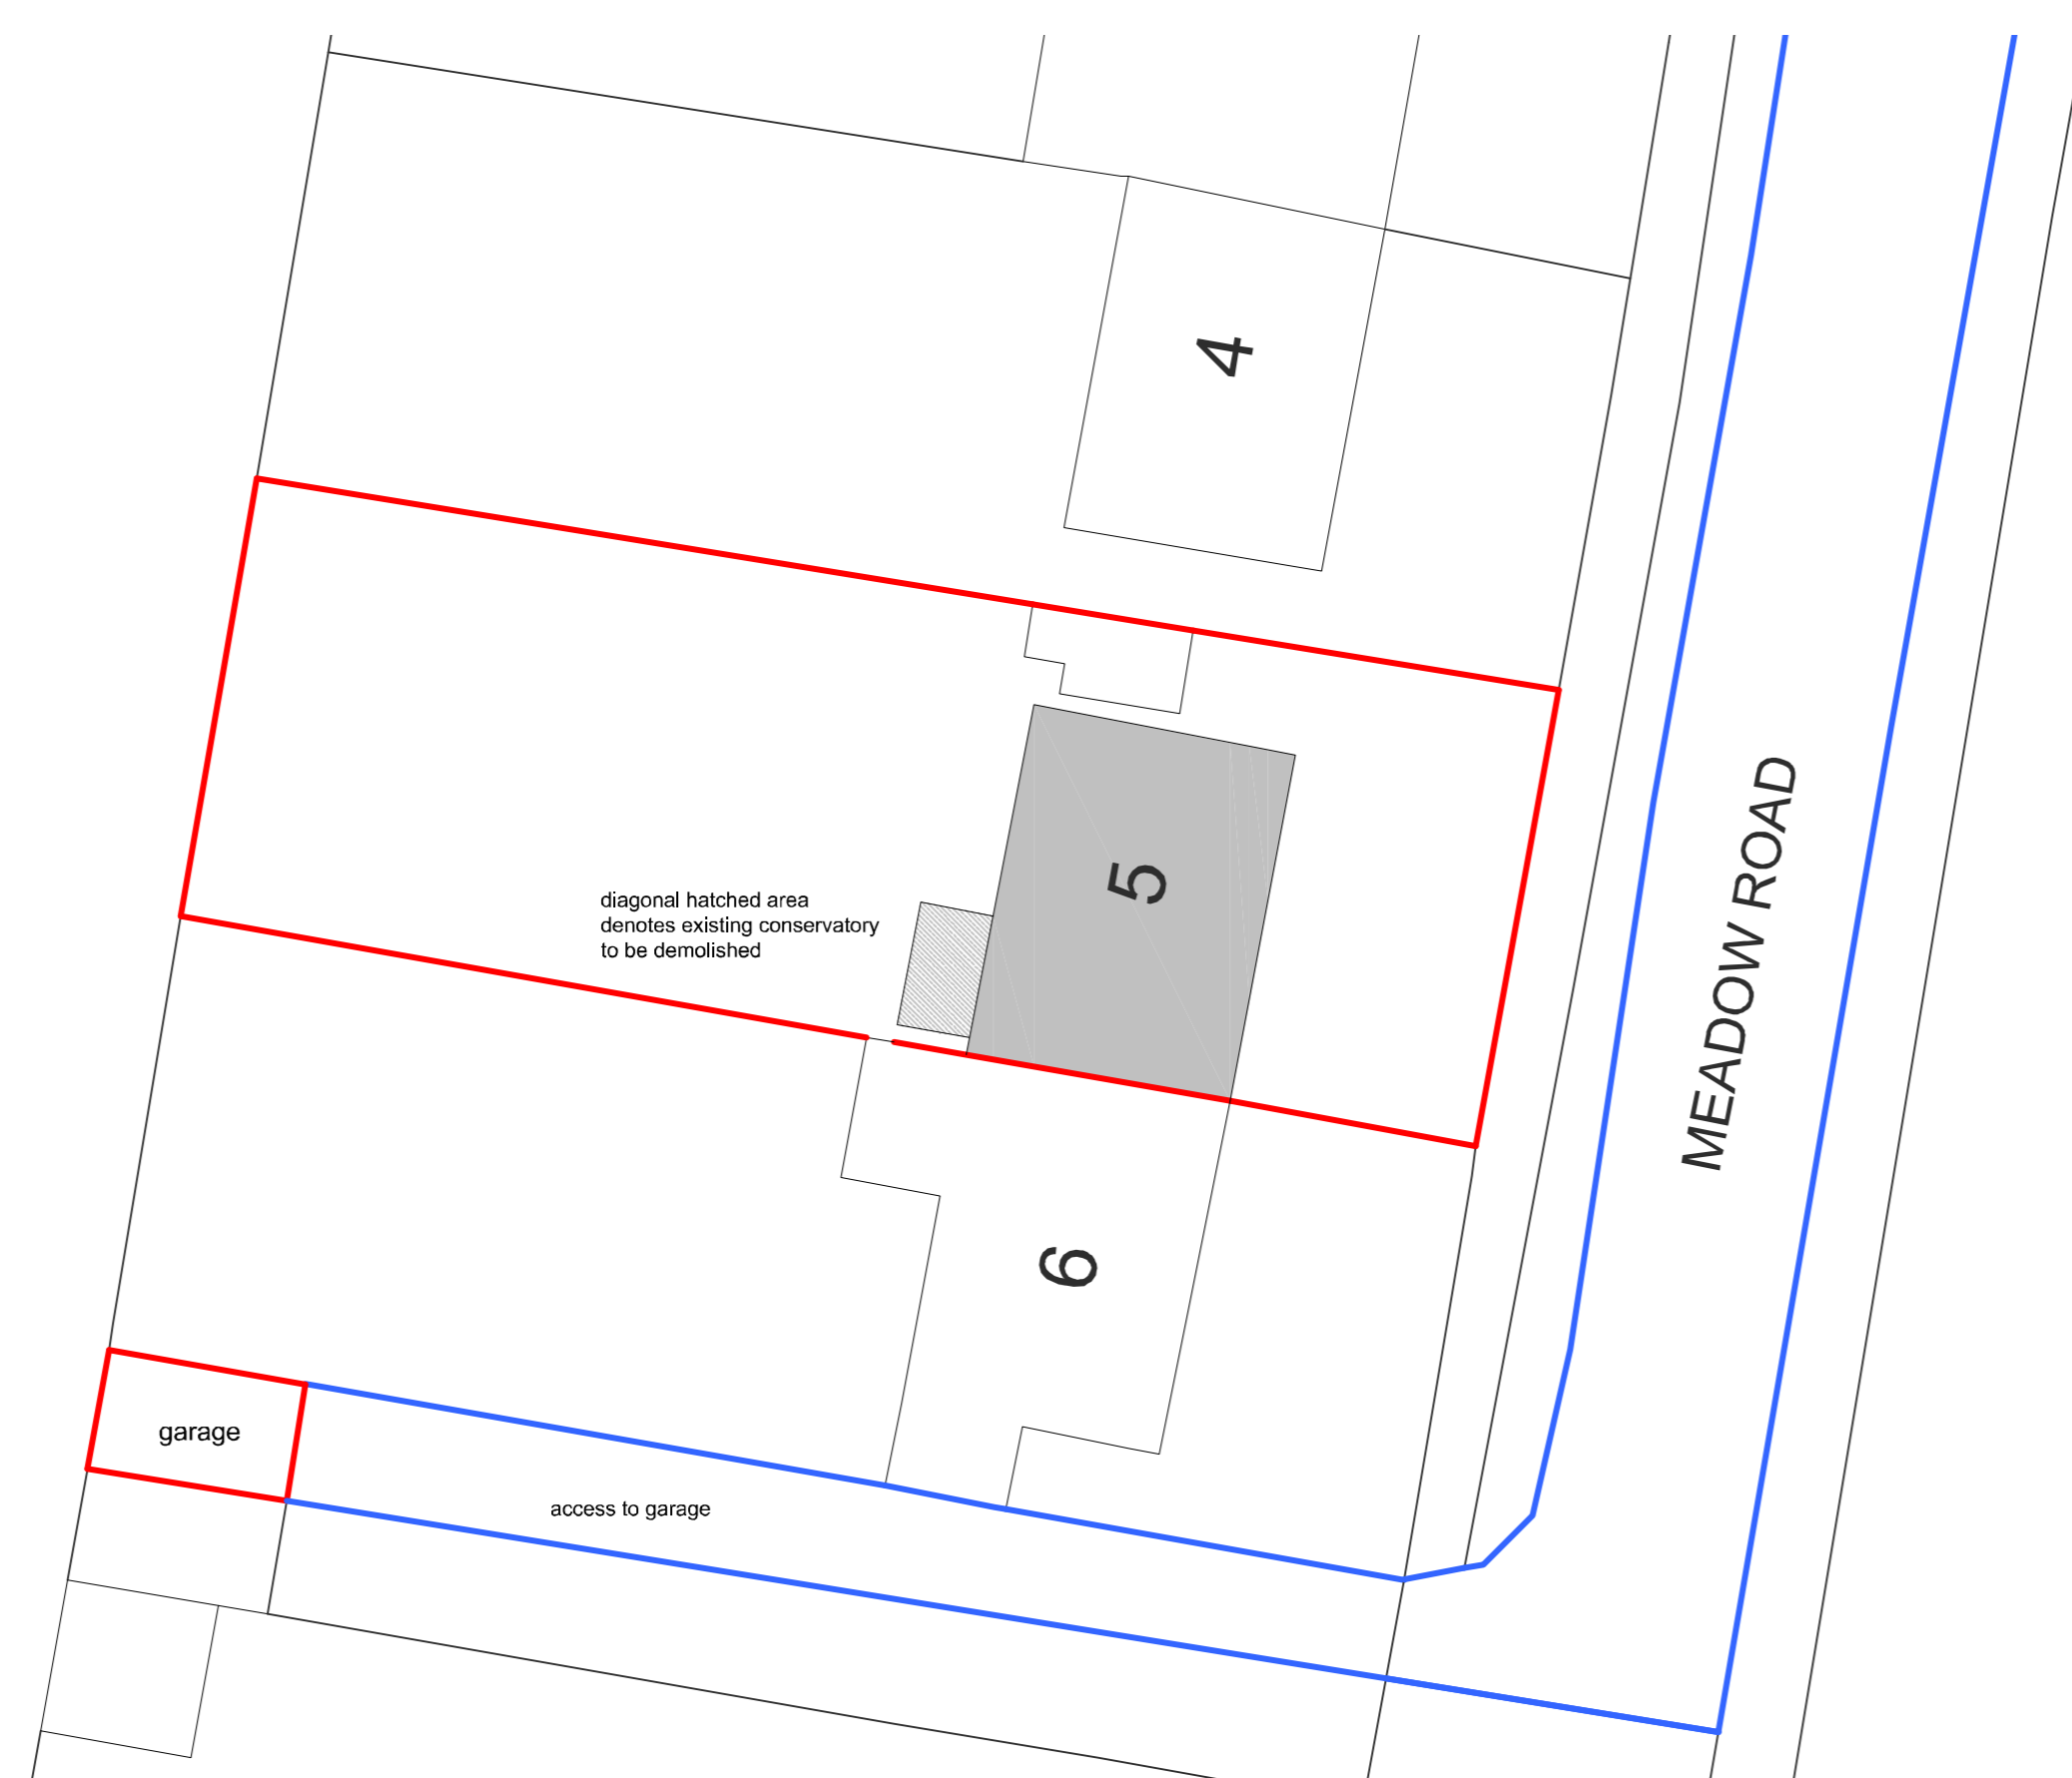 4
5
diagonal hatched area
denotes existing conservatory
to be demolished
MEADOW ROAD
6
garage
access to garage